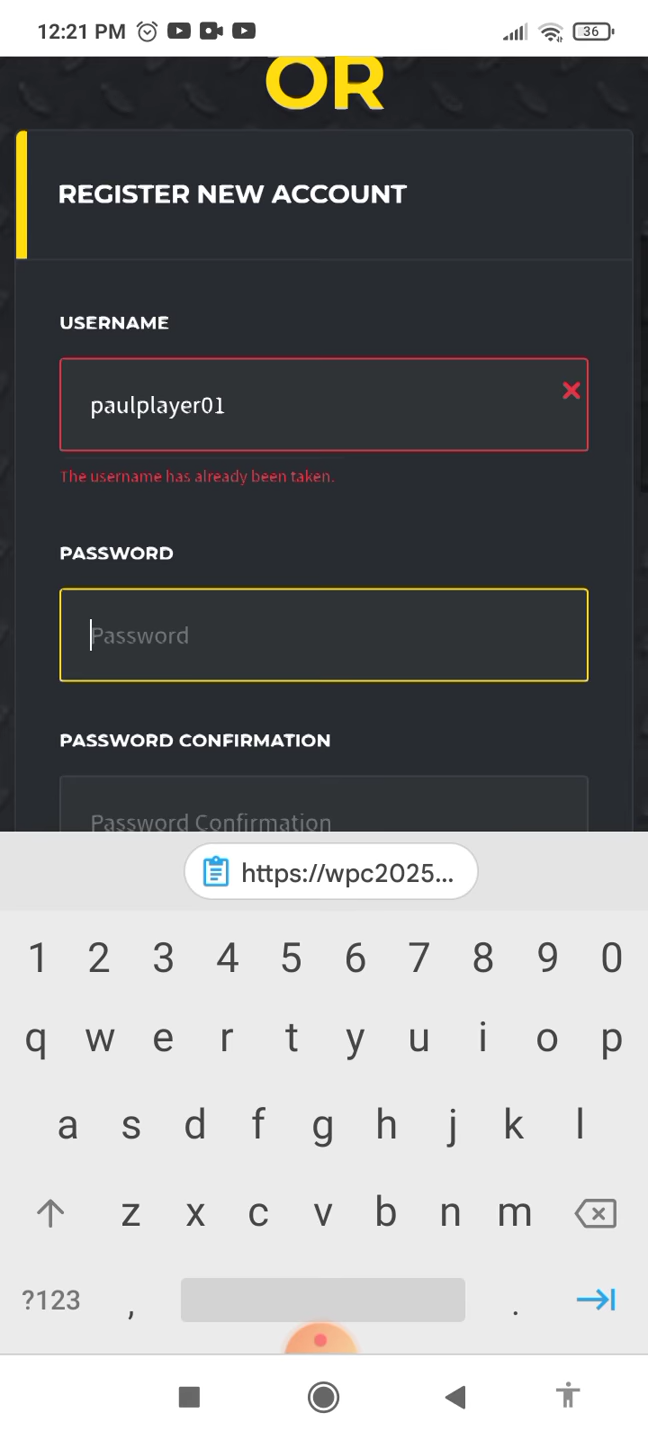 12:21 PM
36
OR
REGISTER NEW ACCOUNT
USERNAME
paulplayer01
The username has already been taken.
PASSWORD
Password
PASSWORD CONFIRMATION
Password Confirmation
https://wpc2025...
1 2 3 4 5 6 7 8 9 0
q w e r t y u i o p
a s d f g h j k l
z x c v b n m
?123 , .